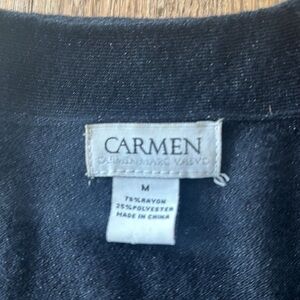 CARMEN
CARMEN MARC VALVO
M
75%RAYON
25%POLYESTER
MADE IN CHINA